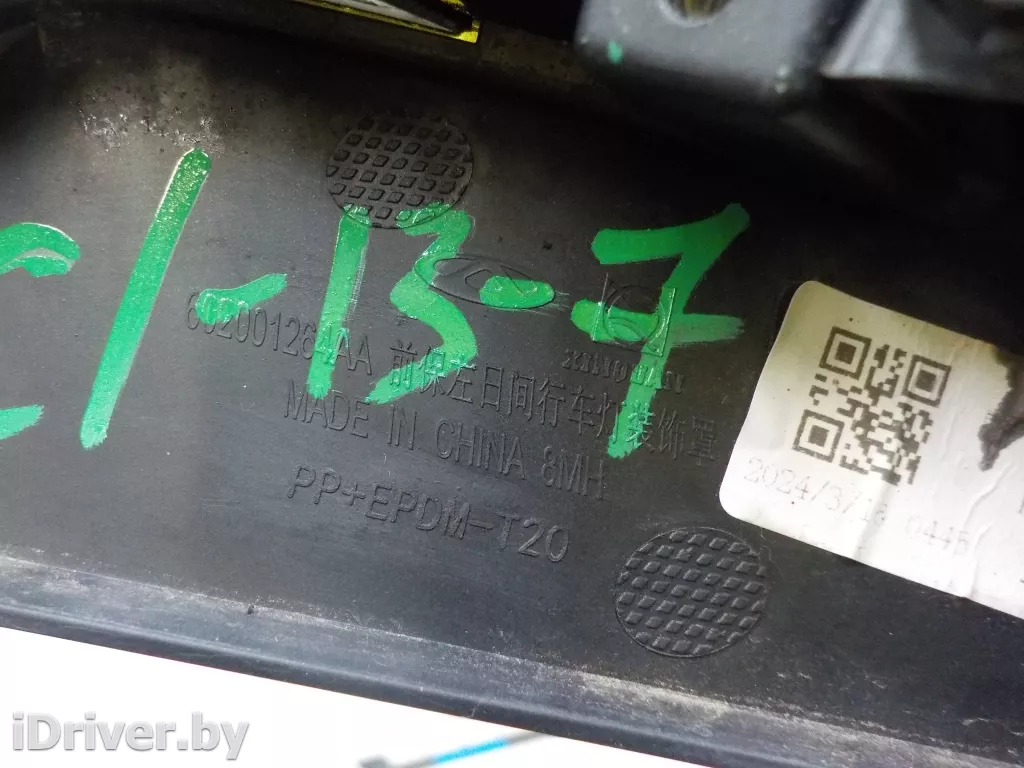 C1-13-7
602001264AA 前保左日间行车灯装饰罩
MADE IN CHINA 8MH
PP+EPDM-T20
2024/3/16 0445
iDriver.by